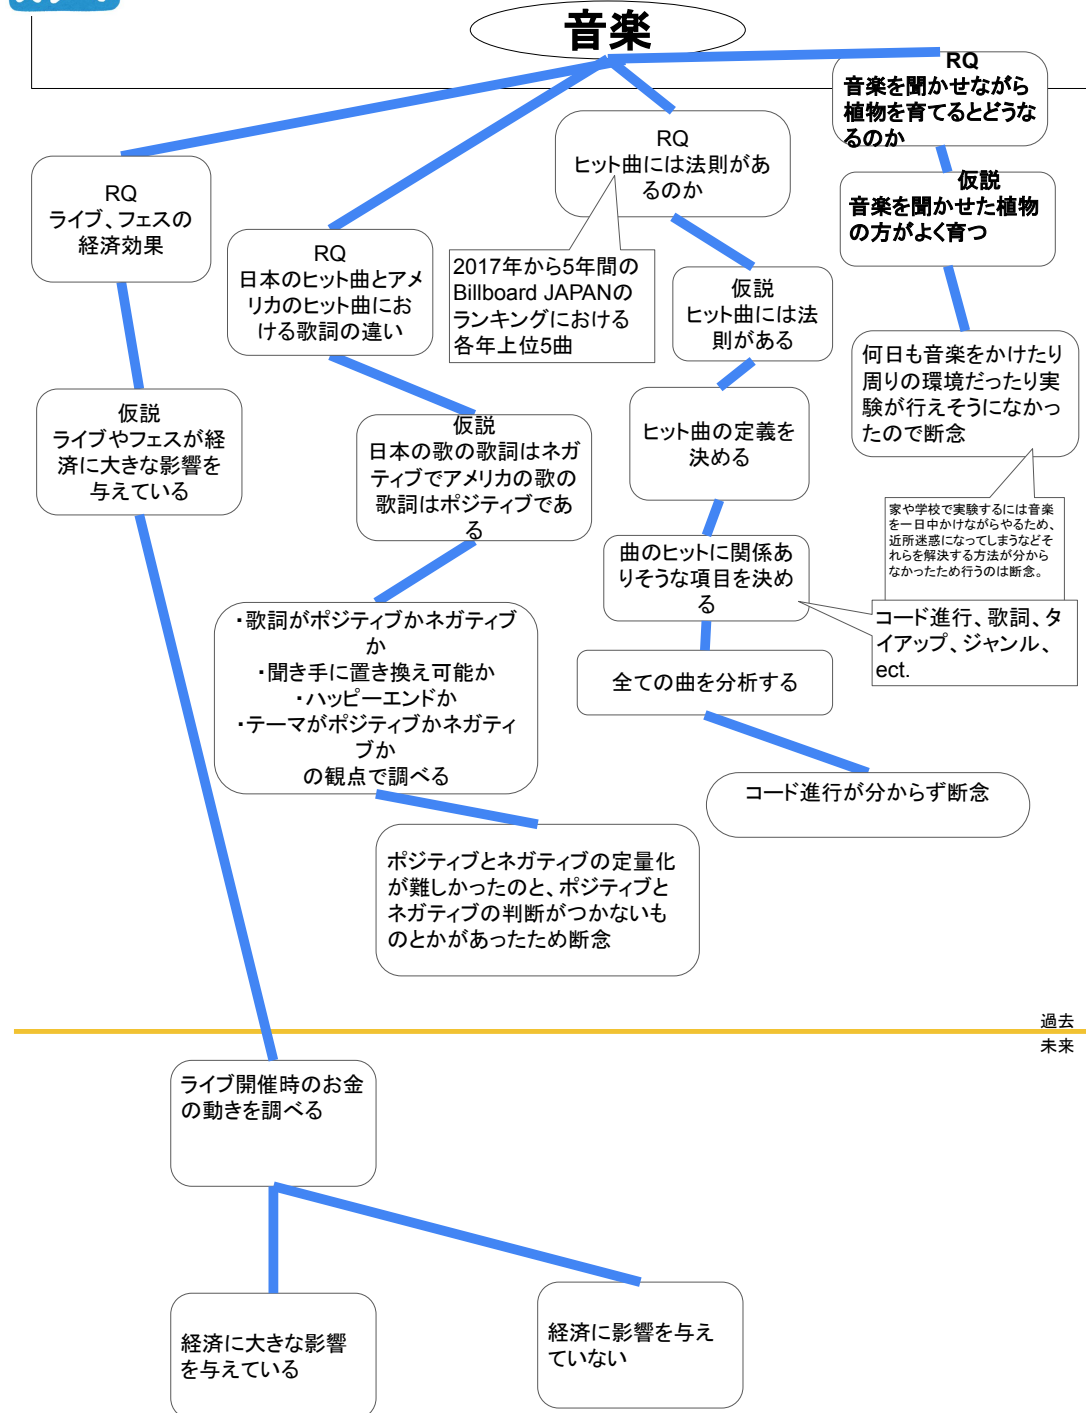 音楽
RQ
音楽を聞かせながら
植物を育てるとどうな
るのか
RQ
ヒット曲には法則があ
るのか
RQ
ライブ、フェスの
経済効果
仮説
音楽を聞かせた植物
の方がよく育つ
RQ
日本のヒット曲とアメ
リカのヒット曲にお
ける歌詞の違い
2017年から5年間の
Billboard JAPANの
ランキングにおける
各年上位5曲
仮説
ヒット曲には法
則がある
何日も音楽をかけたり
周りの環境だったり実
験が行えそうになかっ
たので断念
仮説
ライブやフェスが経
済に大きな影響を
与えている
仮説
日本の歌の歌詞はネガ
ティブでアメリカの歌の
歌詞はポジティブであ
る
ヒット曲の定義を
決める
家や学校で実験するには音楽
を一日中かけながらやるため、
近所迷惑になってしまうなどそ
れらを解決する方法が分から
なかったため行うのは断念。
曲のヒットに関係あ
りそうな項目を決め
る
コード進行、歌詞、タ
イアップ、ジャンル、
ect.
・歌詞がポジティブかネガティブ
か
・聞き手に置き換え可能か
・ハッピーエンドか
・テーマがポジティブかネガティ
ブか
の観点で調べる
全ての曲を分析する
コード進行が分からず断念
ポジティブとネガティブの定量化
が難しかったのと、ポジティブと
ネガティブの判断がつかないも
のとかがあったため断念
過去
未来
ライブ開催時のお金
の動きを調べる
経済に大きな影響
を与えている
経済に影響を与え
ていない